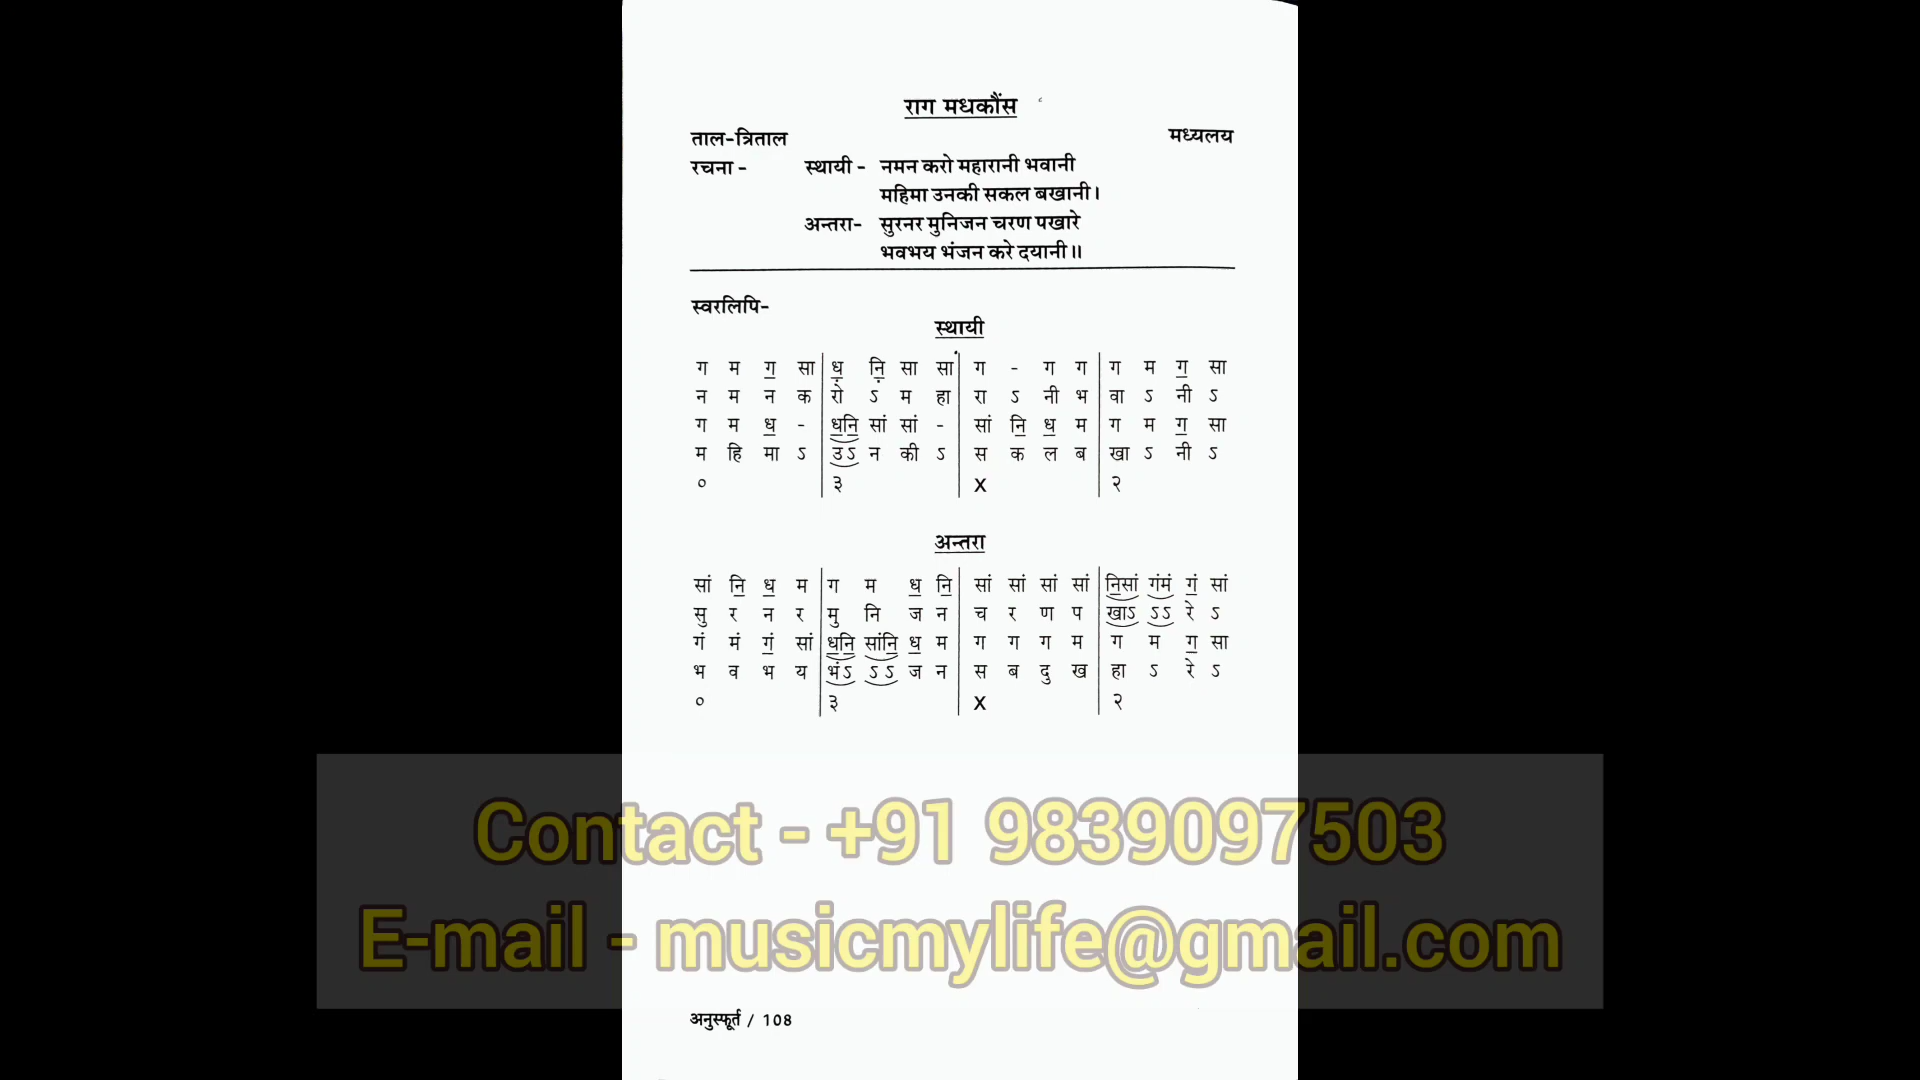 राग मधकौंस
ताल-त्रिताल मध्यलय
रचना - स्थायी - नमन करो महारानी भवानी
महिमा उनकी सकल बखानी।
अन्तरा- सुरनर मुनिजन चरण पखारे
भवभय भंजन करे दयानी॥
स्वरलिपि-
स्थायी
ग म ग॒ सा | ध़॒ ऩि॒ सा सा | ग - ग ग | ग म ग॒ सा
न म न क | रो ऽ म हा | रा ऽ नी भ | वा ऽ नी ऽ
ग म ध॒ - | ध॒नि॒ सां सां - | सां नि॒ ध॒ म | ग म ग॒ सा
म हि मा ऽ | उऽ न की ऽ | स क ल ब | खा ऽ नी ऽ
० | ३ | X | २
अन्तरा
सां नि॒ ध॒ म | ग म ध॒ नि॒ | सां सां सां सां | नि॒सां गंमं गं॒ सां
सु र न र | मु नि ज न | च र ण प | खाऽ ऽऽ रे ऽ
गं मं गं॒ सां | ध॒नि॒ सांनि॒ ध॒ म | ग ग ग म | ग म ग॒ सा
भ व भ य | भंऽ ऽऽ ज न | स ब दु ख | हा ऽ रे ऽ
० | ३ | X | २
Contact - +91 9839097503
E-mail - musicmylife@gmail.com
अनुस्फूर्त / 108